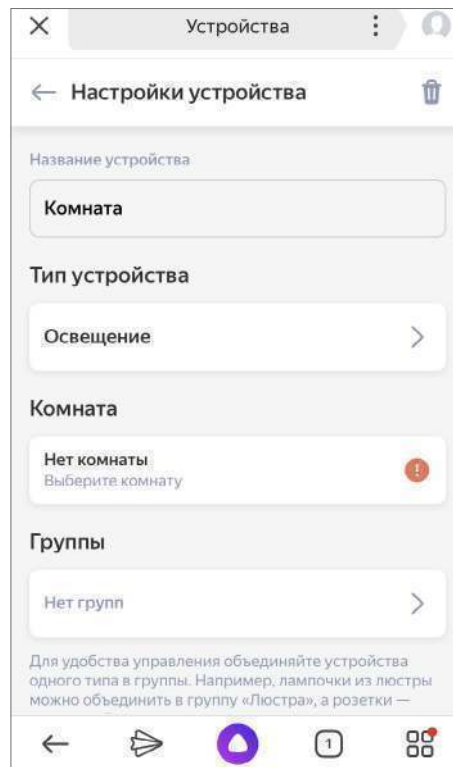 Устройства
Настройки устройства
Название устройства
Комната
Тип устройства
Освещение
Комната
Нет комнаты
Выберите комнату
Группы
Нет групп
Для удобства управления объединяйте устройства
одного типа в группы. Например, лампочки из люстры
можно объединить в группу «Люстра», а розетки —
1